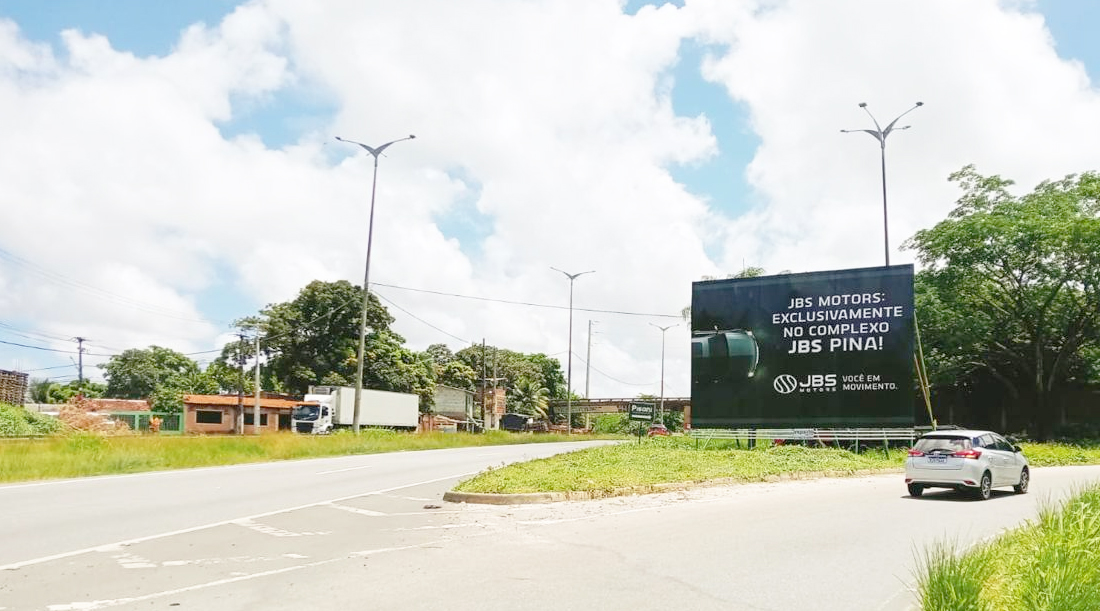 JBS MOTORS:
EXCLUSIVAMENTE
NO COMPLEXO
JBS PINA!
JBS
MOTORS
VOCÊ EM
MOVIMENTO.